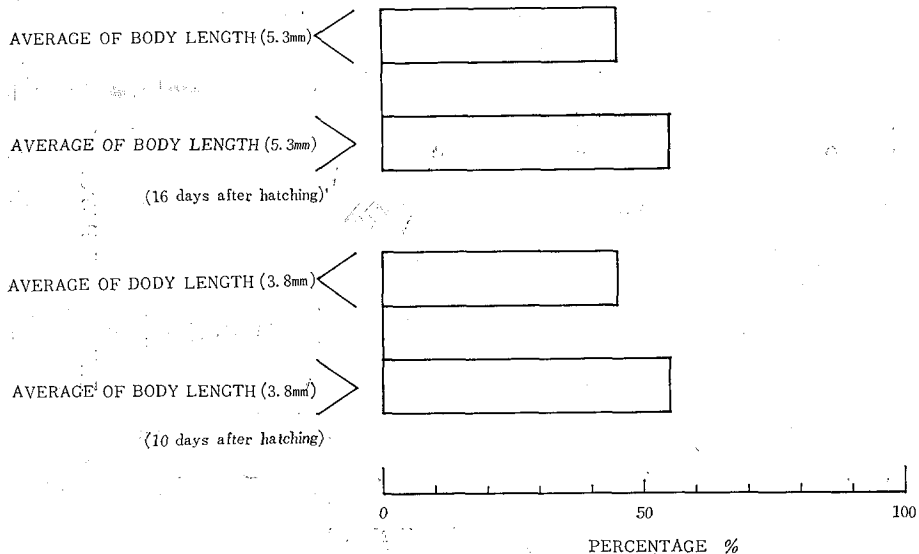 AVERAGE OF BODY LENGTH (5.3mm)
AVERAGE OF BODY LENGTH (5.3mm)
(16 days after hatching)
AVERAGE OF DODY LENGTH (3.8mm)
AVERAGE OF BODY LENGTH (3.8mm)
(10 days after hatching)
0 50 100
PERCENTAGE %